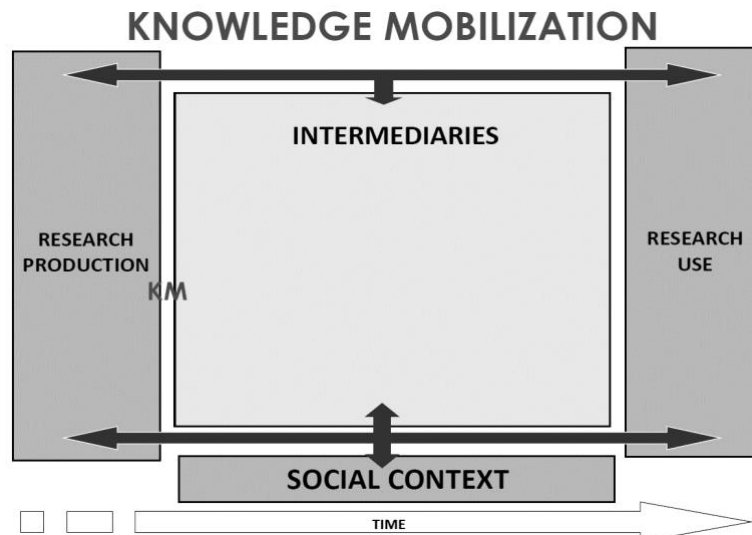 KNOWLEDGE MOBILIZATION
INTERMEDIARIES
RESEARCH
PRODUCTION
KM
RESEARCH
USE
SOCIAL CONTEXT
TIME